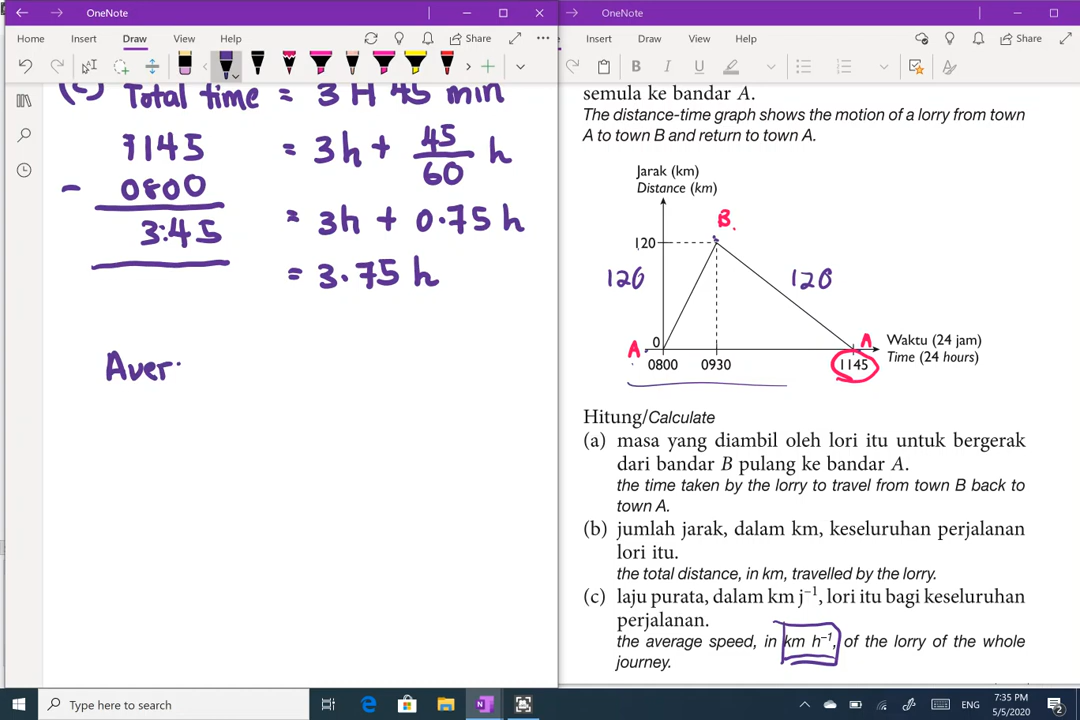 OneNote
Home Insert Draw View Help Share
(c) Total time = 3 H 45 min
1145 = 3h + 45/60 h
- 0800
3:45 = 3h + 0.75 h
= 3.75 h
Aver
OneNote
Insert Draw View Help Share
B I U
semula ke bandar A.
The distance-time graph shows the motion of a lorry from town
A to town B and return to town A.
Jarak (km)
Distance (km)
B.
120
120 120
0
A. A
Waktu (24 jam)
Time (24 hours)
0800 0930 1145
Hitung/Calculate
(a) masa yang diambil oleh lori itu untuk bergerak
dari bandar B pulang ke bandar A.
the time taken by the lorry to travel from town B back to
town A.
(b) jumlah jarak, dalam km, keseluruhan perjalanan
lori itu.
the total distance, in km, travelled by the lorry.
(c) laju purata, dalam km j⁻¹, lori itu bagi keseluruhan
perjalanan.
the average speed, in km h⁻¹, of the lorry of the whole
journey.
Type here to search
ENG
7:35 PM
5/5/2020
2